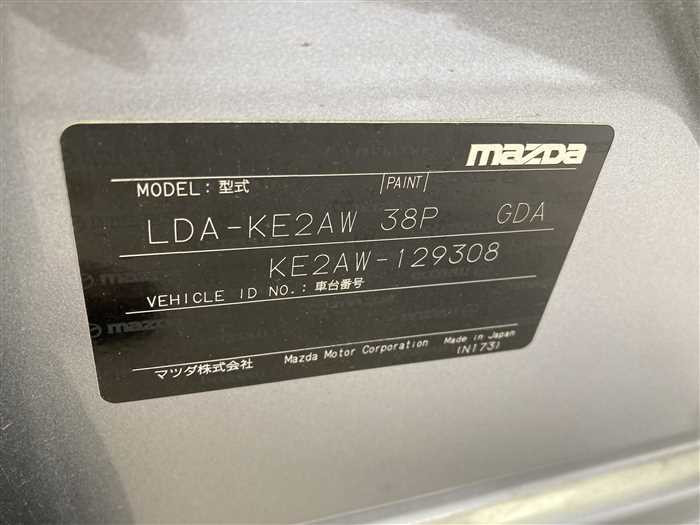 mazda
MODEL: 型式 PAINT
LDA-KE2AW 38P GDA
KE2AW-129308
VEHICLE ID NO.: 車台番号
マツダ株式会社 Mazda Motor Corporation Made in Japan
(N173)